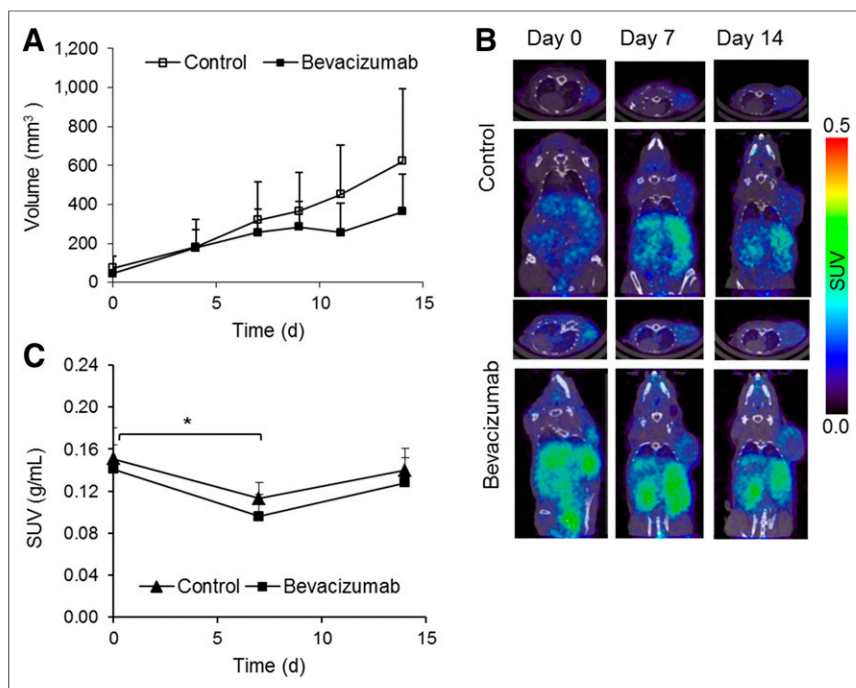 A
Control
Bevacizumab
1,200
1,000
800
600
400
200
0
Volume (mm³)
0
5
10
15
Time (d)
B
Day 0
Day 7
Day 14
Control
Bevacizumab
0.5
SUV
0.0
C
0.24
0.20
0.16
0.12
0.08
0.04
0.00
SUV (g/mL)
*
Control
Bevacizumab
0
5
10
15
Time (d)